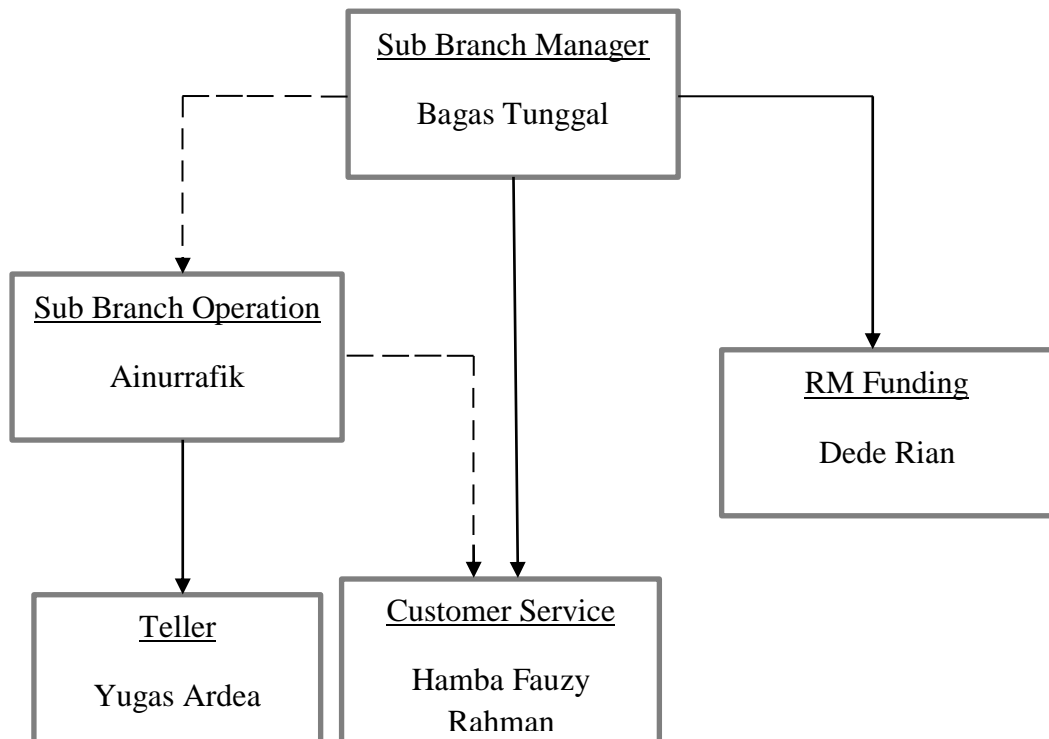 Sub Branch Manager
Bagas Tunggal
Sub Branch Operation
Ainurrafik
RM Funding
Dede Rian
Teller
Yugas Ardea
Customer Service
Hamba Fauzy
Rahman